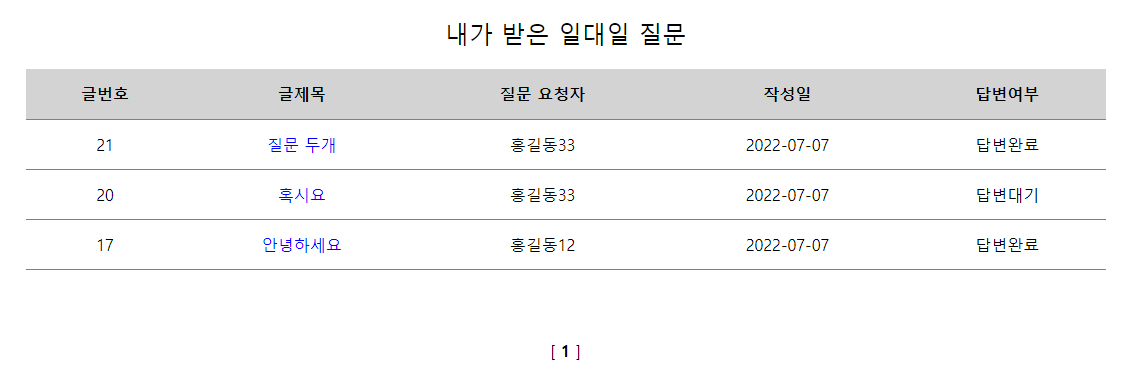 내가 받은 일대일 질문
글번호 글제목 질문 요청자 작성일 답변여부
21 질문 두개 홍길동33 2022-07-07 답변완료
20 혹시요 홍길동33 2022-07-07 답변대기
17 안녕하세요 홍길동12 2022-07-07 답변완료
[ 1 ]